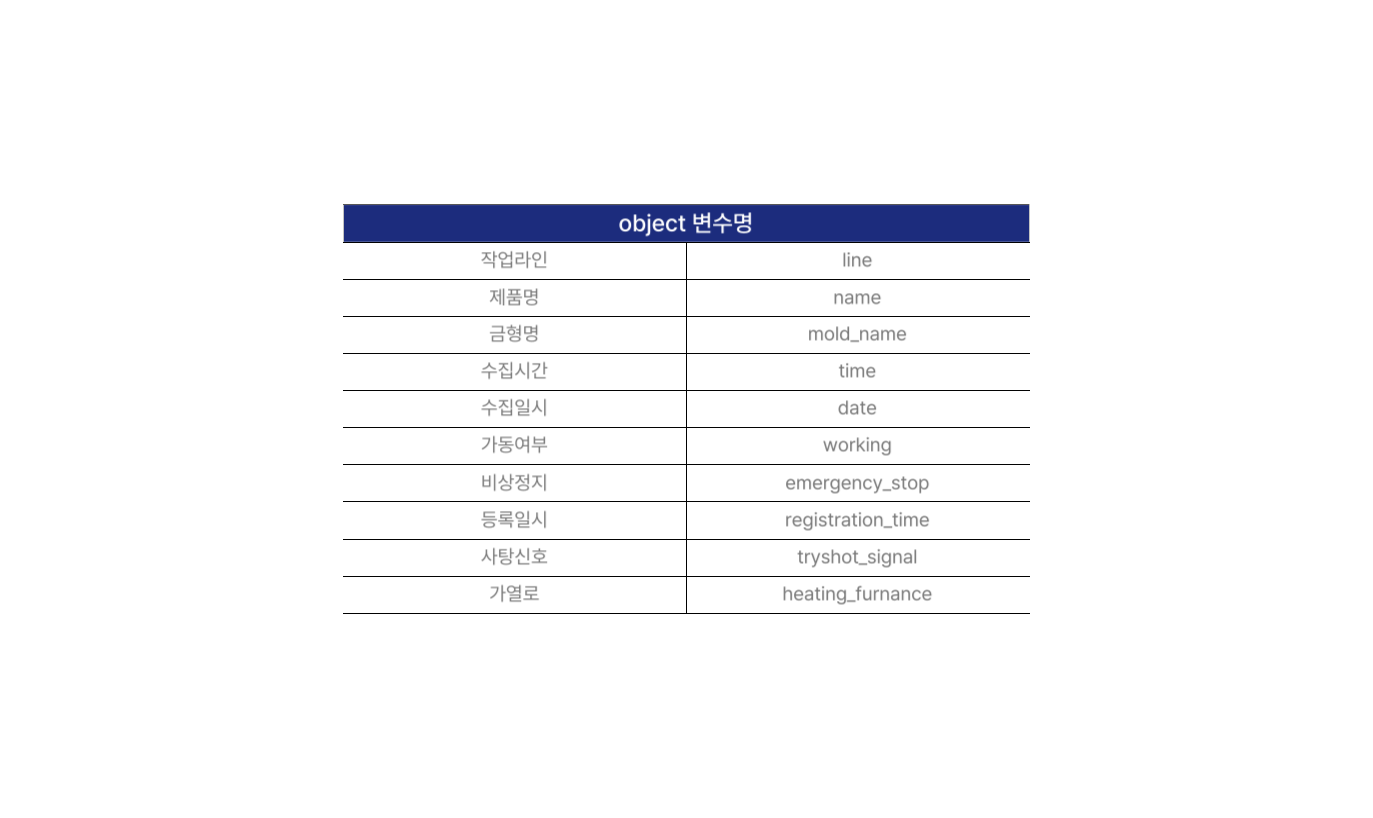 object 변수명
작업라인 line
제품명 name
금형명 mold_name
수집시간 time
수집일시 date
가동여부 working
비상정지 emergency_stop
등록일시 registration_time
사탕신호 tryshot_signal
가열로 heating_furnance